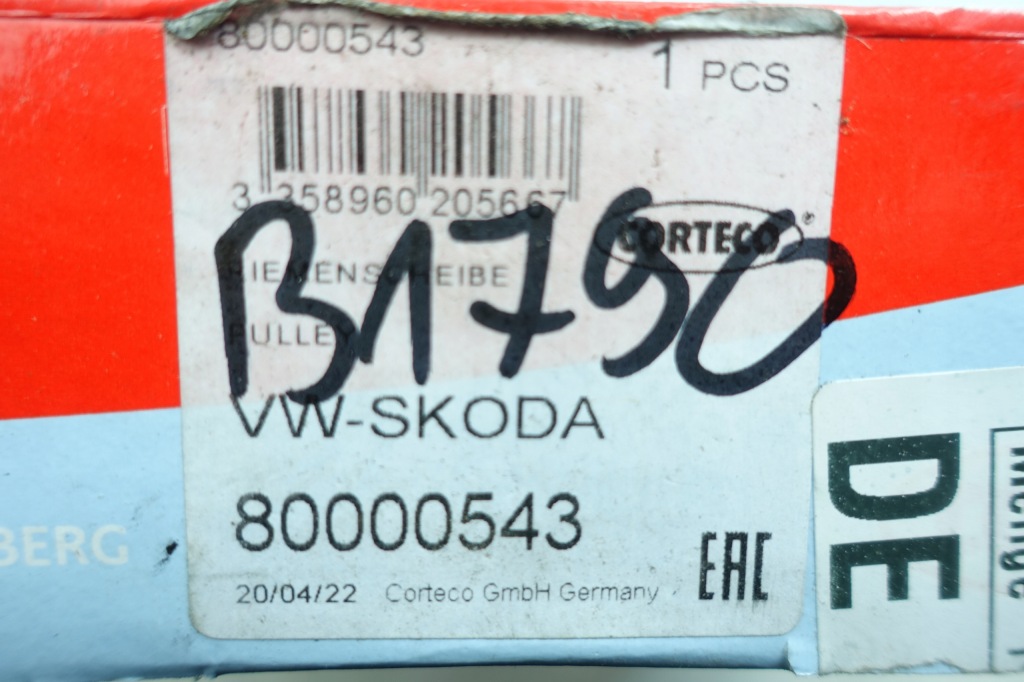 80000543
1 PCS
3 358960 205667
B1790
CORTECO®
RIEMENSCHEIBE
PULLEY
VW-SKODA
80000543
EAC
20/04/22 Corteco GmbH Germany
BERG
DE
Menge